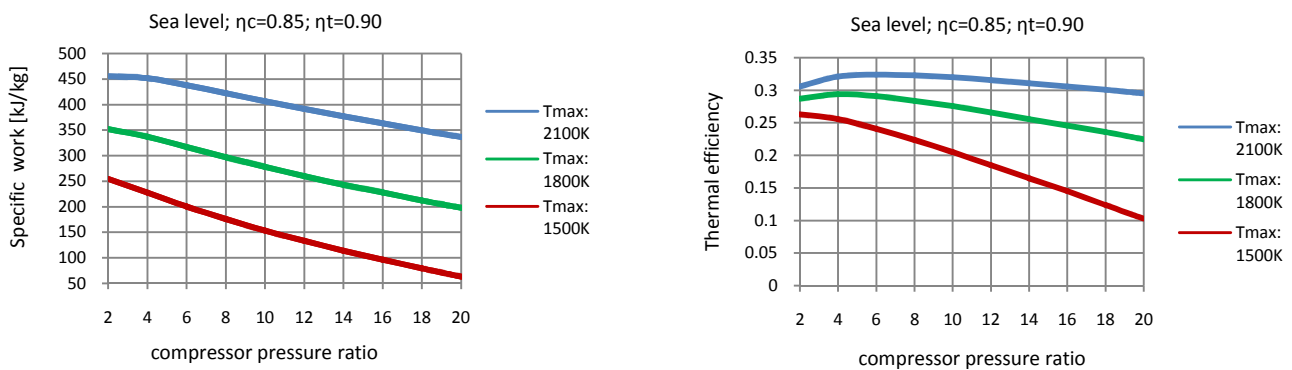 Sea level; ηc=0.85; ηt=0.90
Specific work [kJ/kg]
500
450
400
350
300
250
200
150
100
50
2 4 6 8 10 12 14 16 18 20
compressor pressure ratio
Tmax:
2100K
Tmax:
1800K
Tmax:
1500K
Sea level; ηc=0.85; ηt=0.90
Thermal efficiency
0.35
0.3
0.25
0.2
0.15
0.1
0.05
0
2 4 6 8 10 12 14 16 18 20
compressor pressure ratio
Tmax:
2100K
Tmax:
1800K
Tmax:
1500K